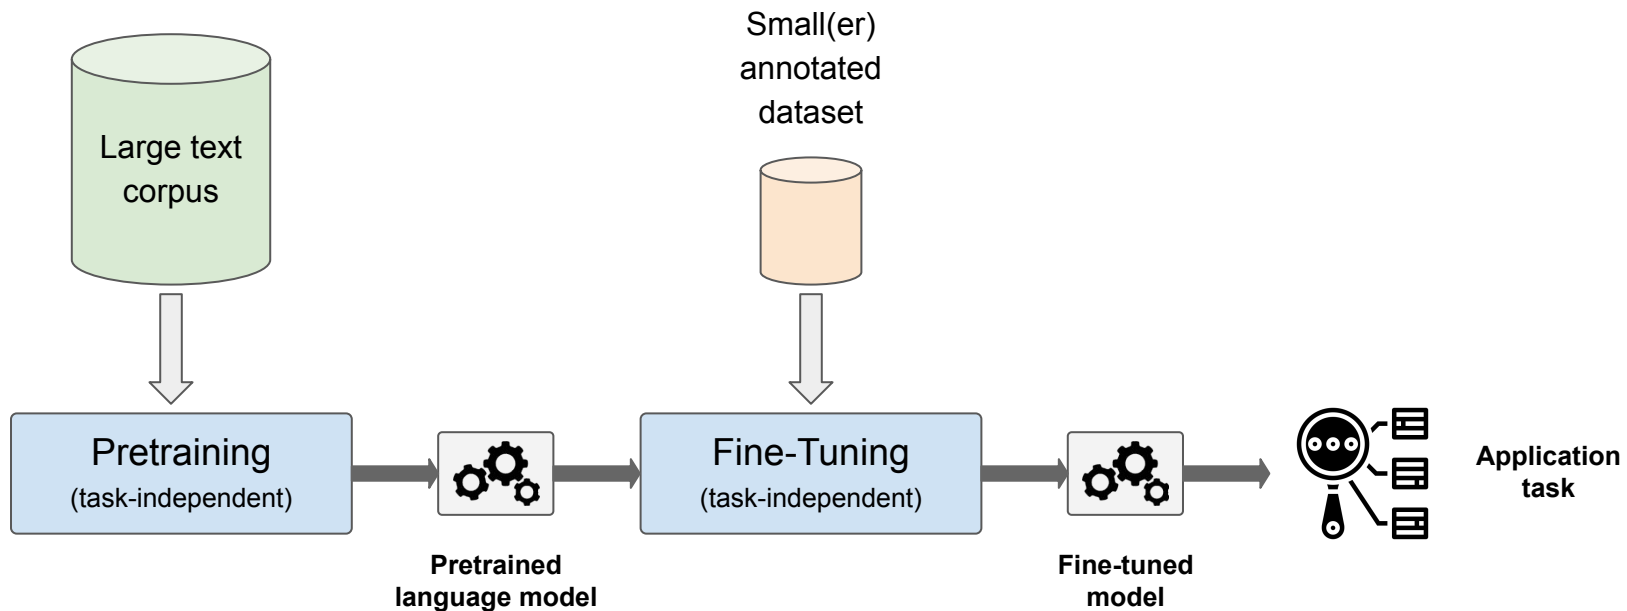 Small(er)
annotated
dataset
Large text
corpus
Pretraining
(task-independent)
Fine-Tuning
(task-independent)
Application
task
Pretrained
language model
Fine-tuned
model